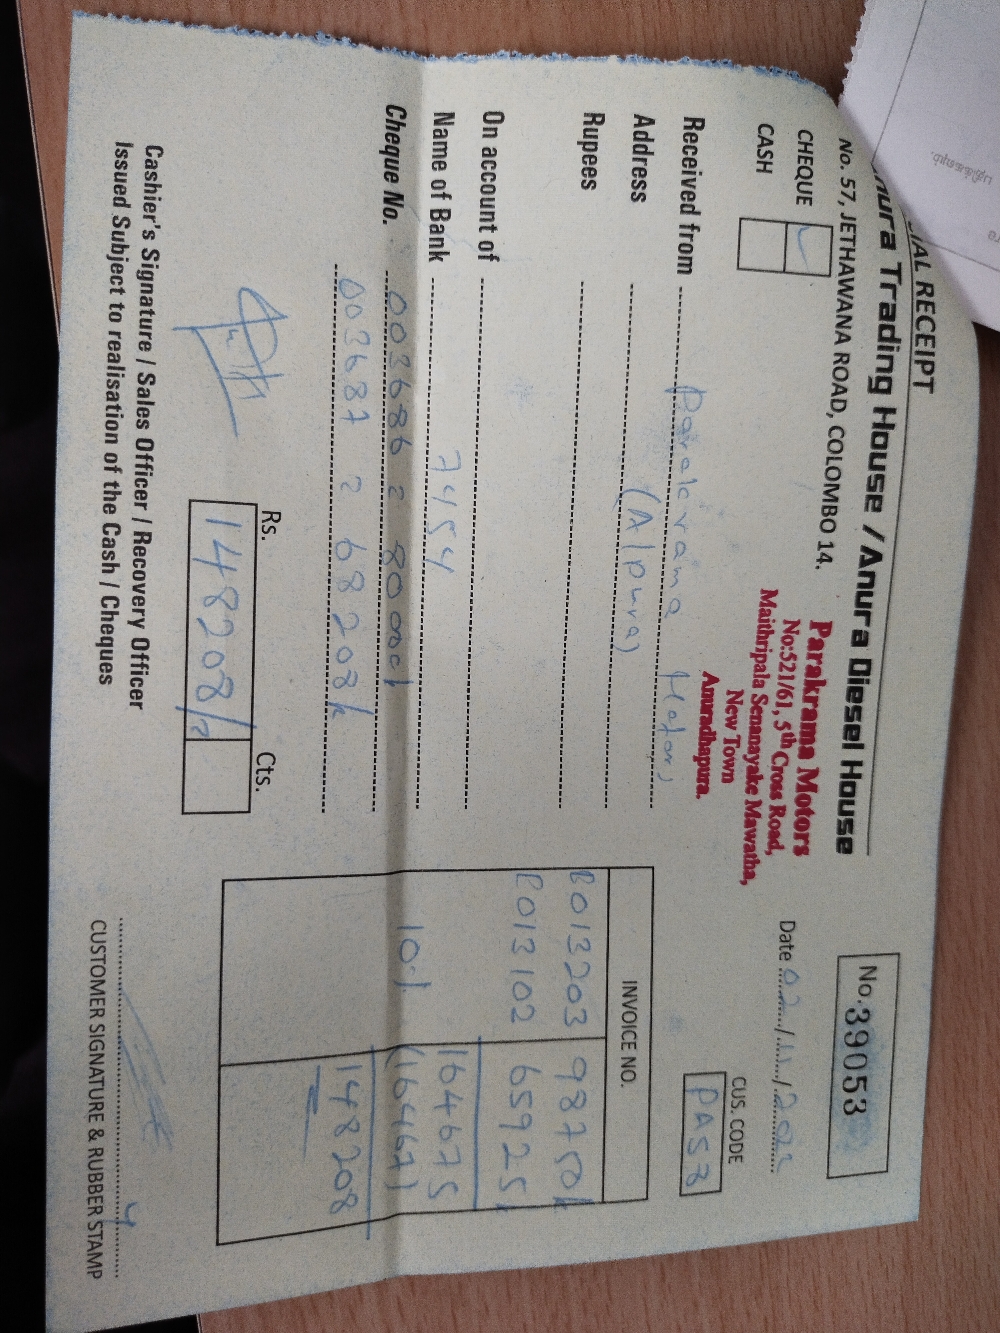 IAL RECEIPT
nura Trading House / Anura Diesel House
No. 57, JETHAWANA ROAD, COLOMBO 14.
No. 39053
Parakrama Motors
No:521/61, 5th Cross Road,
Maithripala Senanayake Mawatha,
New Town
Anuradhapura.
Date 02/11/2022
CHEQUE
CASH
CUS. CODE
PA53
Received from Parakrama Motors
Address (A/pura)
Rupees
On account of
Name of Bank 7454
Cheque No. 003686 = 80000/
003687 = 68208/=
INVOICE NO.
B013203 98750/=
B013102 65925/
164675
10% (16467)
148208
Rs. Cts.
148208/=
Cashier's Signature / Sales Officer / Recovery Officer
Issued Subject to realisation of the Cash / Cheques
CUSTOMER SIGNATURE & RUBBER STAMP